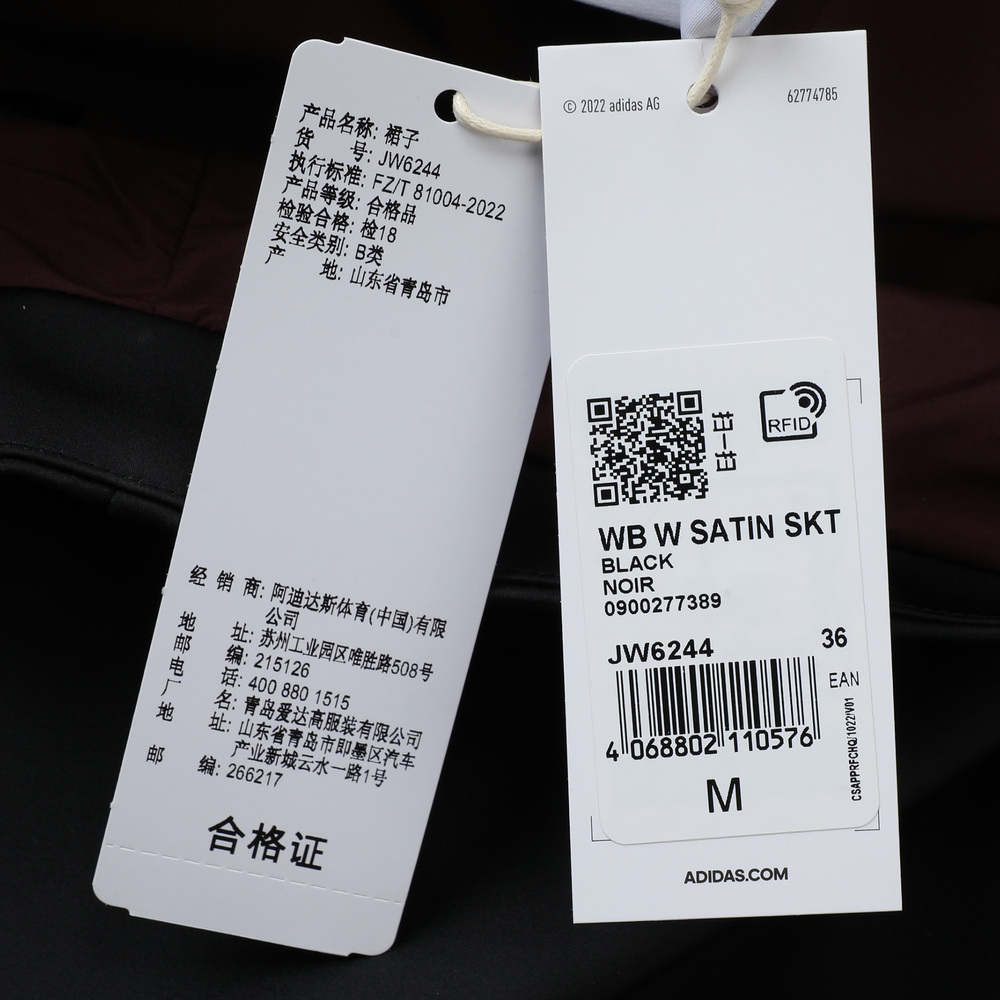 产品名称: 裙子
货 号: JW6244
执行标准: FZ/T 81004-2022
产品等级: 合格品
检验合格: 检18
安全类别: B类
产 地: 山东省青岛市
经 销 商: 阿迪达斯体育(中国)有限
公司
地 址: 苏州工业园区唯胜路508号
邮 编: 215126
电 话: 400 880 1515
厂 名: 青岛爱达高服装有限公司
地 址: 山东省青岛市即墨区汽车
产业新城云水一路1号
邮 编: 266217
合格证
© 2022 adidas AG
62774785
扫一扫
RFID
WB W SATIN SKT
BLACK
NOIR
0900277389
JW6244
36
EAN
4 068802 110576
CSAPPRFCHQ/1022/V01
M
ADIDAS.COM